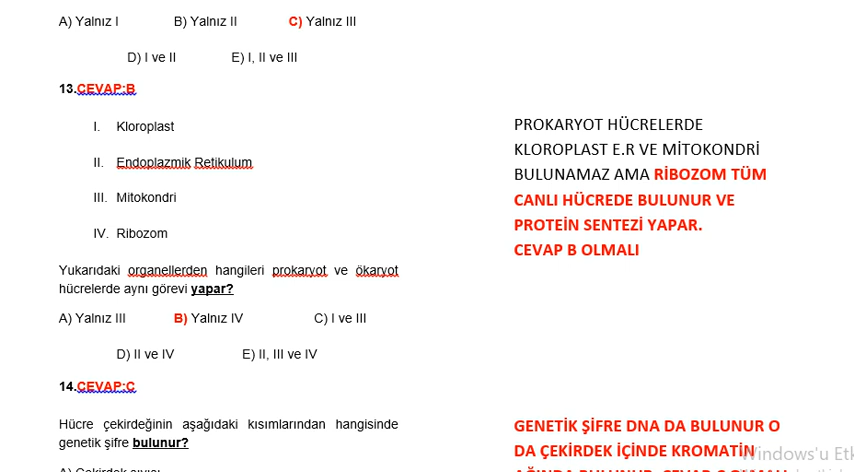 A) Yalnız I B) Yalnız II C) Yalnız III
D) I ve II E) I, II ve III
13.CEVAP:B
I. Kloroplast
II. Endoplazmik Retikulum
III. Mitokondri
IV. Ribozom
Yukarıdaki organellerden hangileri prokaryot ve ökaryot
hücrelerde aynı görevi yapar?
A) Yalnız III B) Yalnız IV C) I ve III
D) II ve IV E) II, III ve IV
14.CEVAP:C
Hücre çekirdeğinin aşağıdaki kısımlarından hangisinde
genetik şifre bulunur?
PROKARYOT HÜCRELERDE
KLOROPLAST E.R VE MİTOKONDRİ
BULUNAMAZ AMA RİBOZOM TÜM
CANLI HÜCREDE BULUNUR VE
PROTEİN SENTEZİ YAPAR.
CEVAP B OLMALI
GENETİK ŞİFRE DNA DA BULUNUR O
DA ÇEKİRDEK İÇİNDE KROMATİN
Windows'u Etk